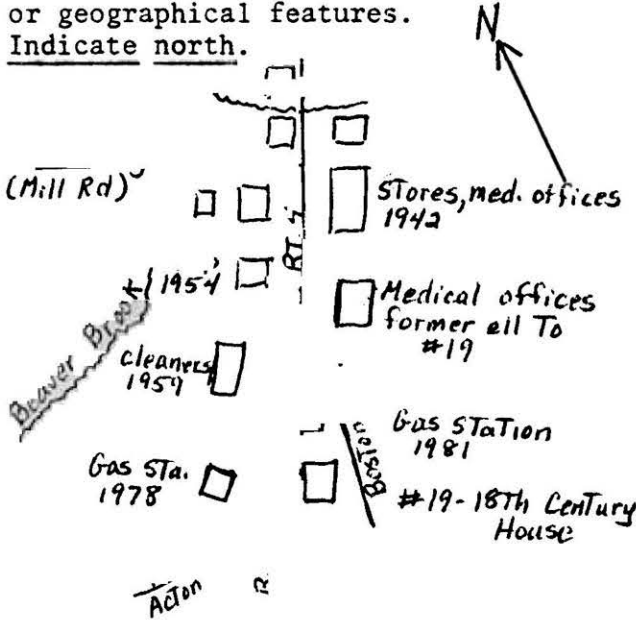 or geographical features.
Indicate north.
N
(Mill Rd)
Stores, med. offices
1942
RT 4
1954
Medical offices
former ell To
#19
Beaver Brook
cleaners
1959
Gas STaTion
1981
Boston
Gas STa.
1978
#19-18Th CenTury
House
AcTon
R